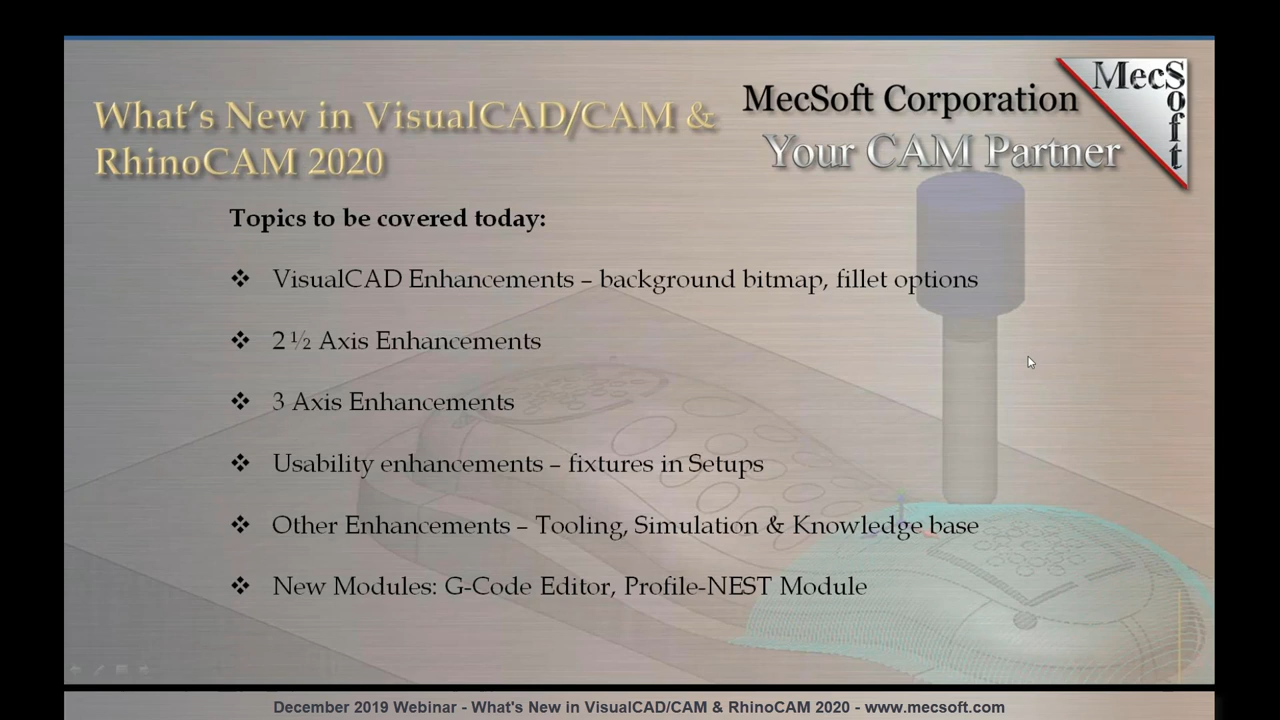 What's New in VisualCAD/CAM &
RhinoCAM 2020
MecSoft Corporation
Your CAM Partner
MecSoft
Topics to be covered today:
❖ VisualCAD Enhancements – background bitmap, fillet options
❖ 2 ½ Axis Enhancements
❖ 3 Axis Enhancements
❖ Usability enhancements – fixtures in Setups
❖ Other Enhancements – Tooling, Simulation & Knowledge base
❖ New Modules: G-Code Editor, Profile-NEST Module
December 2019 Webinar - What's New in VisualCAD/CAM & RhinoCAM 2020 - www.mecsoft.com